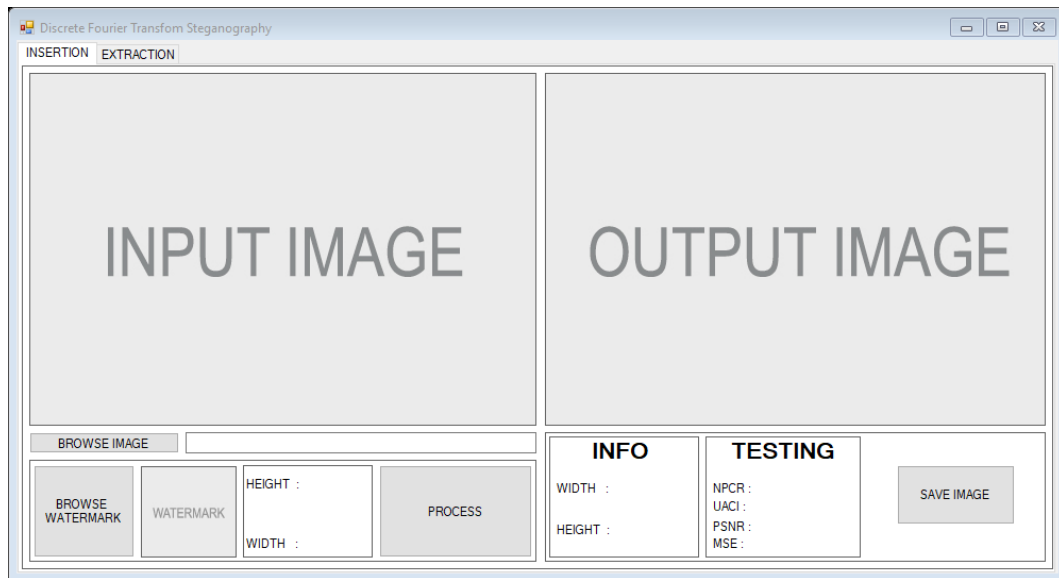 Discrete Fourier Transfom Steganography
INSERTION EXTRACTION
INPUT IMAGE
OUTPUT IMAGE
BROWSE IMAGE
BROWSE
WATERMARK
WATERMARK
HEIGHT :
WIDTH :
PROCESS
INFO
WIDTH :
HEIGHT :
TESTING
NPCR :
UACI :
PSNR :
MSE :
SAVE IMAGE